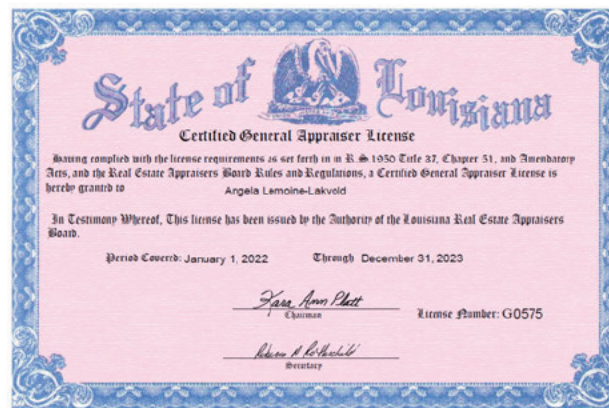 State of Louisiana
Certified General Appraiser License
Having complied with the license requirements as set forth in in R.S 1950 Title 37, Chapter 51, and Amendatory
Acts, and the Real Estate Appraisers Board Rules and Regulations, a Certified General Appraiser License is
hereby granted to Angela Lemoine-Lakvold
In Testimony Whereof, This license has been issued by the Authority of the Louisiana Real Estate Appraisers
Board.
Period Covered: January 1, 2022 Through December 31, 2023
Kara Ann Platt
Chairman
License Number: G0575
Secretary